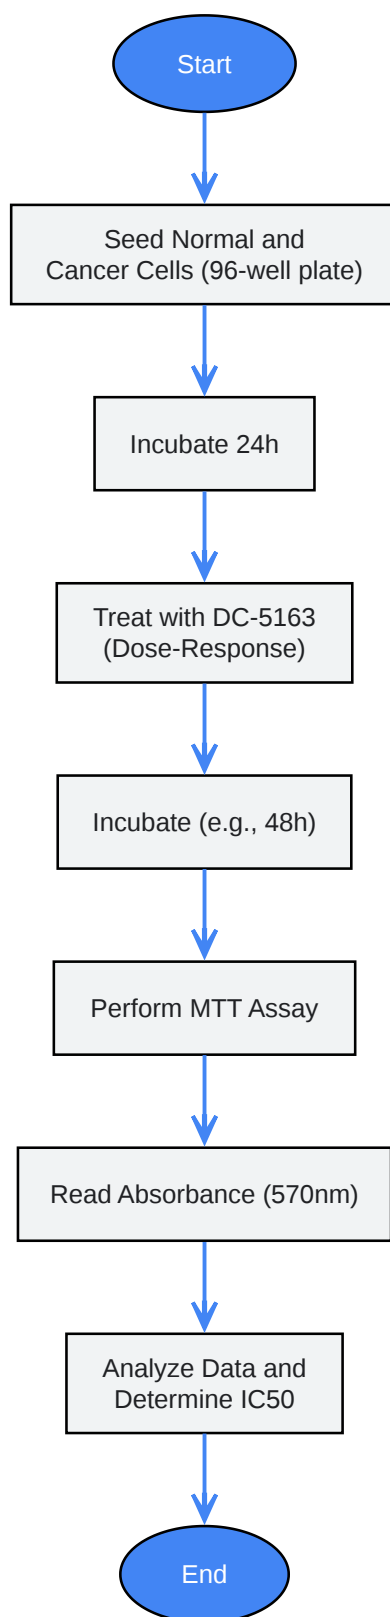 Start
Seed Normal and
Cancer Cells (96-well plate)
Incubate 24h
Treat with DC-5163
(Dose-Response)
Incubate (e.g., 48h)
Perform MTT Assay
Read Absorbance (570nm)
Analyze Data and
Determine IC50
End